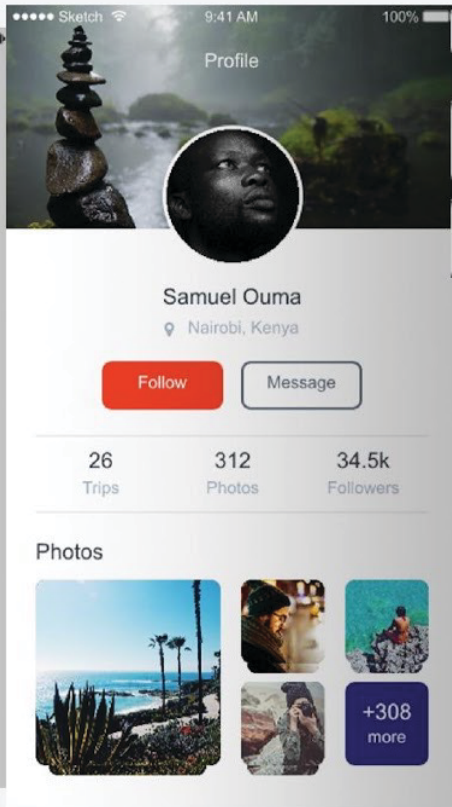 Sketch 9:41 AM 100%
Profile
Samuel Ouma
Nairobi, Kenya
Follow Message
26 312 34.5k
Trips Photos Followers
Photos
+308
more